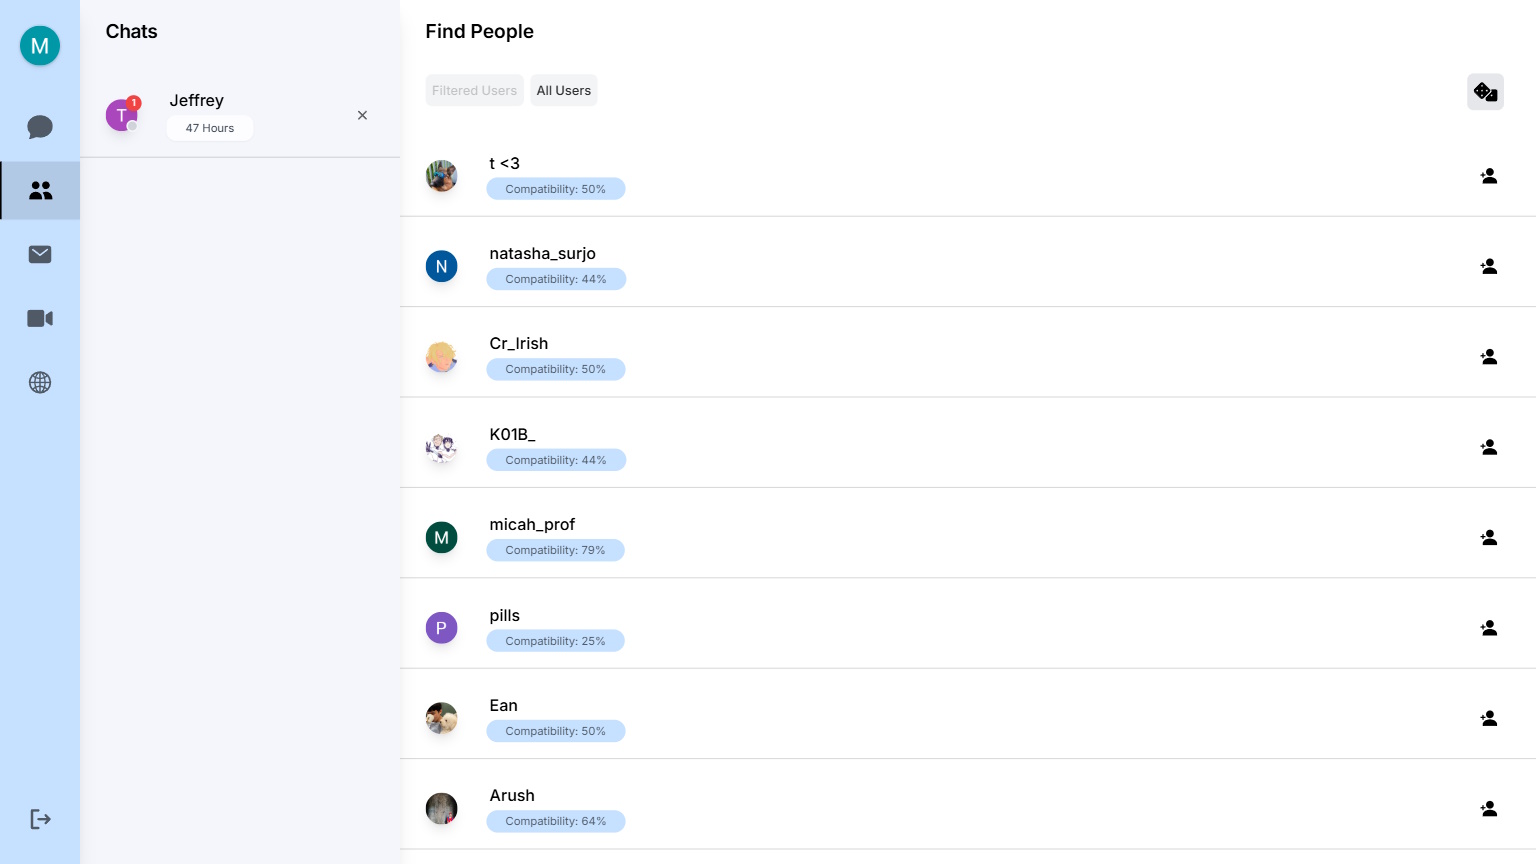 M
Chats
T
1
Jeffrey
47 Hours
Find People
Filtered Users
All Users
t <3
Compatibility: 50%
N
natasha_surjo
Compatibility: 44%
Cr_Irish
Compatibility: 50%
K01B_
Compatibility: 44%
M
micah_prof
Compatibility: 79%
P
pills
Compatibility: 25%
Ean
Compatibility: 50%
Arush
Compatibility: 64%